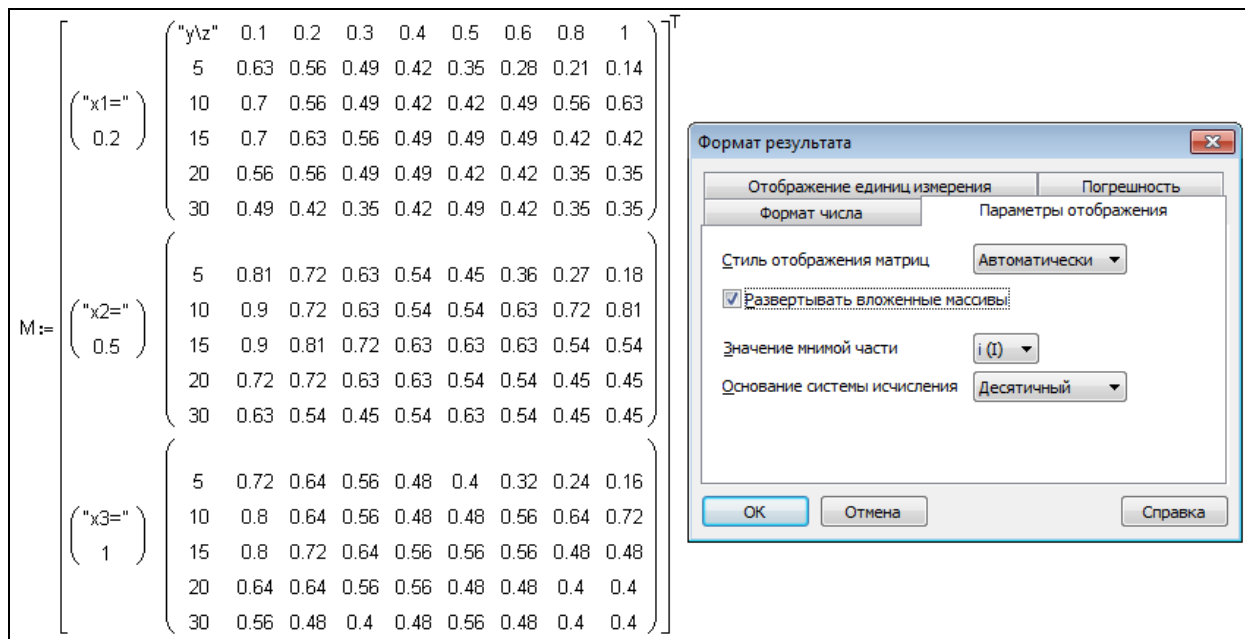 "y\z" 0.1 0.2 0.3 0.4 0.5 0.6 0.8 1
5 0.63 0.56 0.49 0.42 0.35 0.28 0.21 0.14
"x1=" 10 0.7 0.56 0.49 0.42 0.42 0.49 0.56 0.63
0.2 15 0.7 0.63 0.56 0.49 0.49 0.49 0.42 0.42
20 0.56 0.56 0.49 0.49 0.42 0.42 0.35 0.35
30 0.49 0.42 0.35 0.42 0.49 0.42 0.35 0.35
T
5 0.81 0.72 0.63 0.54 0.45 0.36 0.27 0.18
"x2=" 10 0.9 0.72 0.63 0.54 0.54 0.63 0.72 0.81
M :=
0.5 15 0.9 0.81 0.72 0.63 0.63 0.63 0.54 0.54
20 0.72 0.72 0.63 0.63 0.54 0.54 0.45 0.45
30 0.63 0.54 0.45 0.54 0.63 0.54 0.45 0.45
5 0.72 0.64 0.56 0.48 0.4 0.32 0.24 0.16
"x3=" 10 0.8 0.64 0.56 0.48 0.48 0.56 0.64 0.72
1 15 0.8 0.72 0.64 0.56 0.56 0.56 0.48 0.48
20 0.64 0.64 0.56 0.56 0.48 0.48 0.4 0.4
30 0.56 0.48 0.4 0.48 0.56 0.48 0.4 0.4
Формат результата
Отображение единиц измерения Погрешность
Формат числа Параметры отображения
Стиль отображения матриц Автоматически
Развертывать вложенные массивы
Значение мнимой части i (I)
Основание системы исчисления Десятичный
ОК Отмена Справка